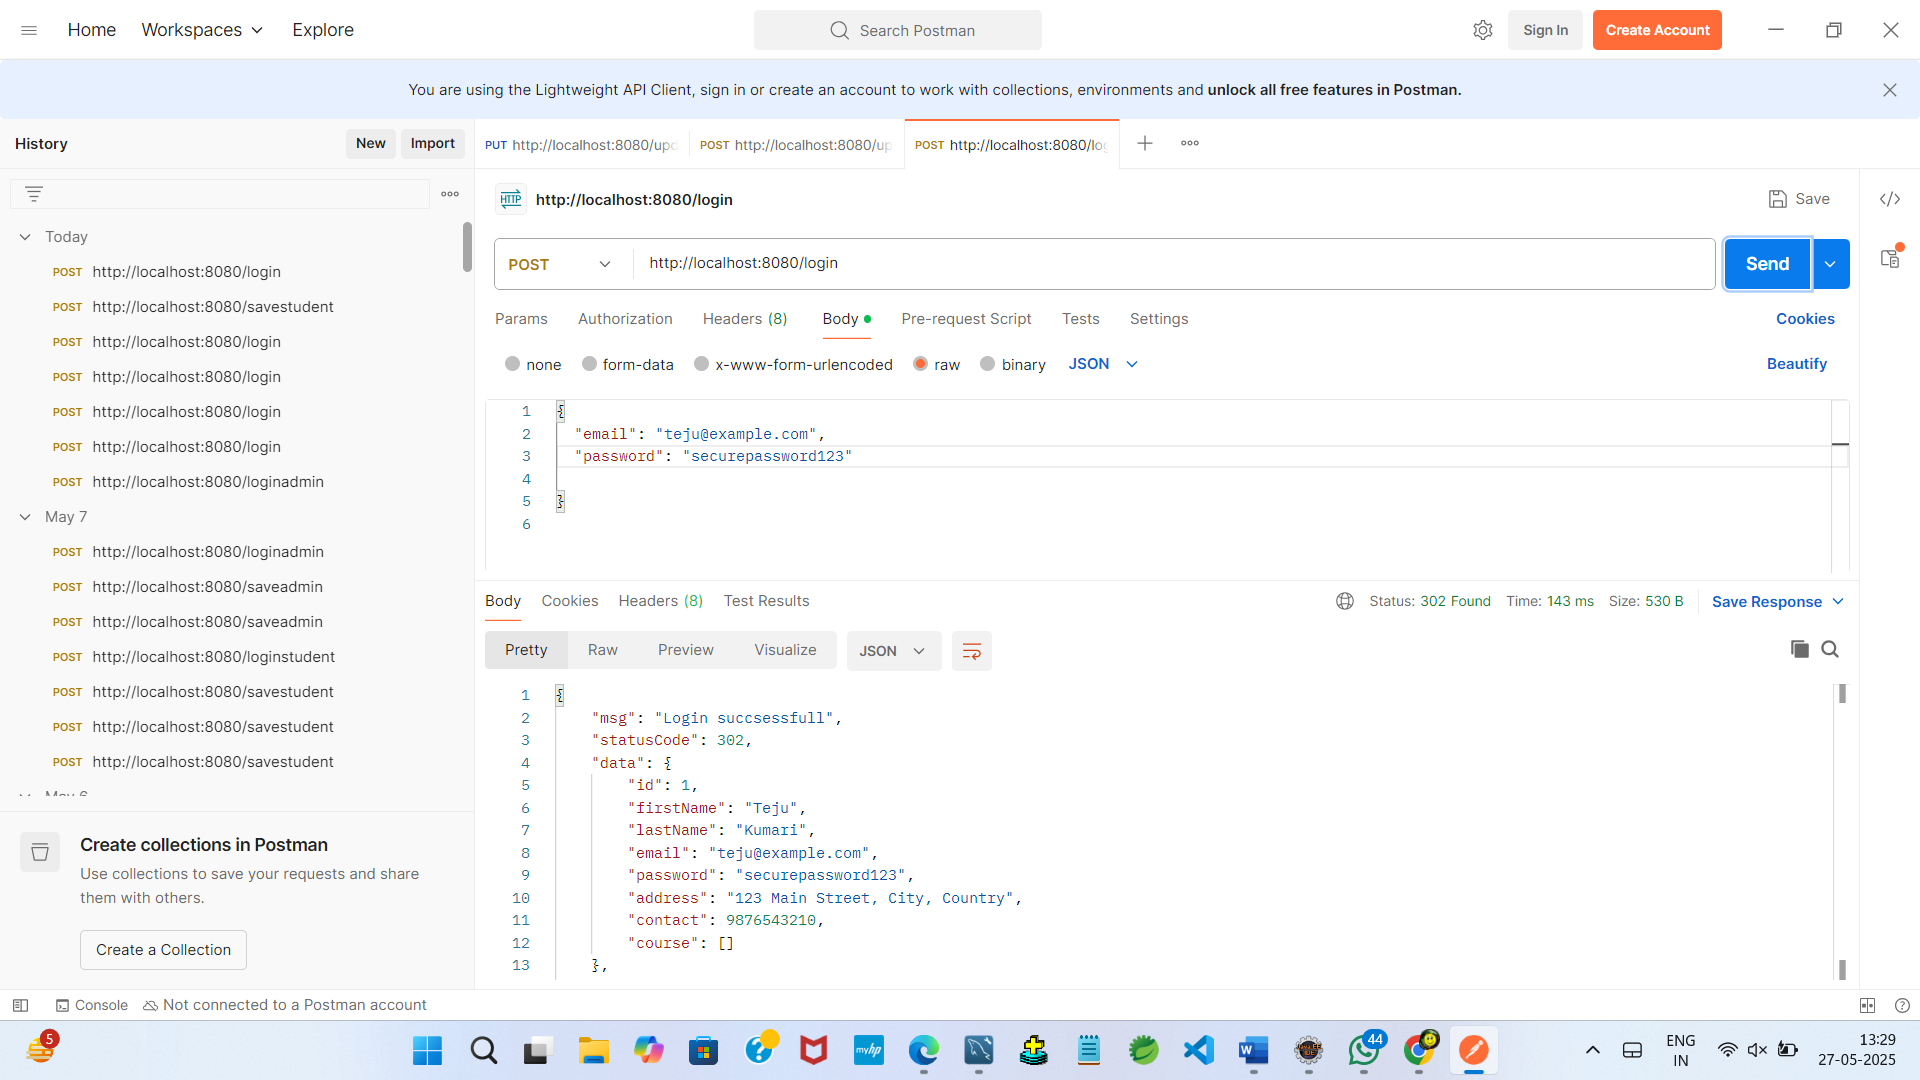 Home
Workspaces
Explore
Search Postman
Sign In
Create Account
You are using the Lightweight API Client, sign in or create an account to work with collections, environments and unlock all free features in Postman.
History
New
Import
PUT http://localhost:8080/upd
POST http://localhost:8080/up
POST http://localhost:8080/log
Today
POST http://localhost:8080/login
POST http://localhost:8080/savestudent
POST http://localhost:8080/login
POST http://localhost:8080/login
POST http://localhost:8080/login
POST http://localhost:8080/login
POST http://localhost:8080/loginadmin
May 7
POST http://localhost:8080/loginadmin
POST http://localhost:8080/saveadmin
POST http://localhost:8080/saveadmin
POST http://localhost:8080/loginstudent
POST http://localhost:8080/savestudent
POST http://localhost:8080/savestudent
POST http://localhost:8080/savestudent
May 6
Create collections in Postman
Use collections to save your requests and share
them with others.
Create a Collection
HTTP http://localhost:8080/login
Save
POST http://localhost:8080/login
Send
Params Authorization Headers (8) Body Pre-request Script Tests Settings
Cookies
none form-data x-www-form-urlencoded raw binary JSON
Beautify
1 {
2 "email": "teju@example.com",
3 "password": "securepassword123"
4
5 }
6
Body Cookies Headers (8) Test Results
Status: 302 Found Time: 143 ms Size: 530 B
Save Response
Pretty Raw Preview Visualize JSON
1 {
2 "msg": "Login succsessfull",
3 "statusCode": 302,
4 "data": {
5 "id": 1,
6 "firstName": "Teju",
7 "lastName": "Kumari",
8 "email": "teju@example.com",
9 "password": "securepassword123",
10 "address": "123 Main Street, City, Country",
11 "contact": 9876543210,
12 "course": []
13 },
Console
Not connected to a Postman account
5
myhp
W
44
ENG
IN
13:29
27-05-2025